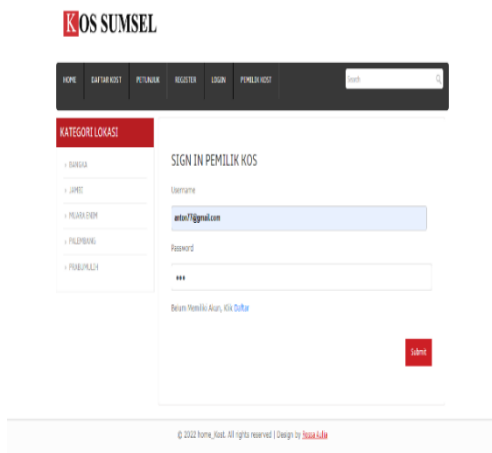 KOS SUMSEL
HOME DAFTAR KOST PETUNJUK REGISTER LOGIN PEMILIK KOST Search
KATEGORI LOKASI
SIGN IN PEMILIK KOS
› BANGKA
› JAMBI
› MUARA ENIM
› PALEMBANG
› PRABUMULIH
Username
anton77@gmail.com
Password
•••
Belum Memiliki Akun, Klik Daftar
Submit
© 2022 home_Kost. All rights reserved | Design by